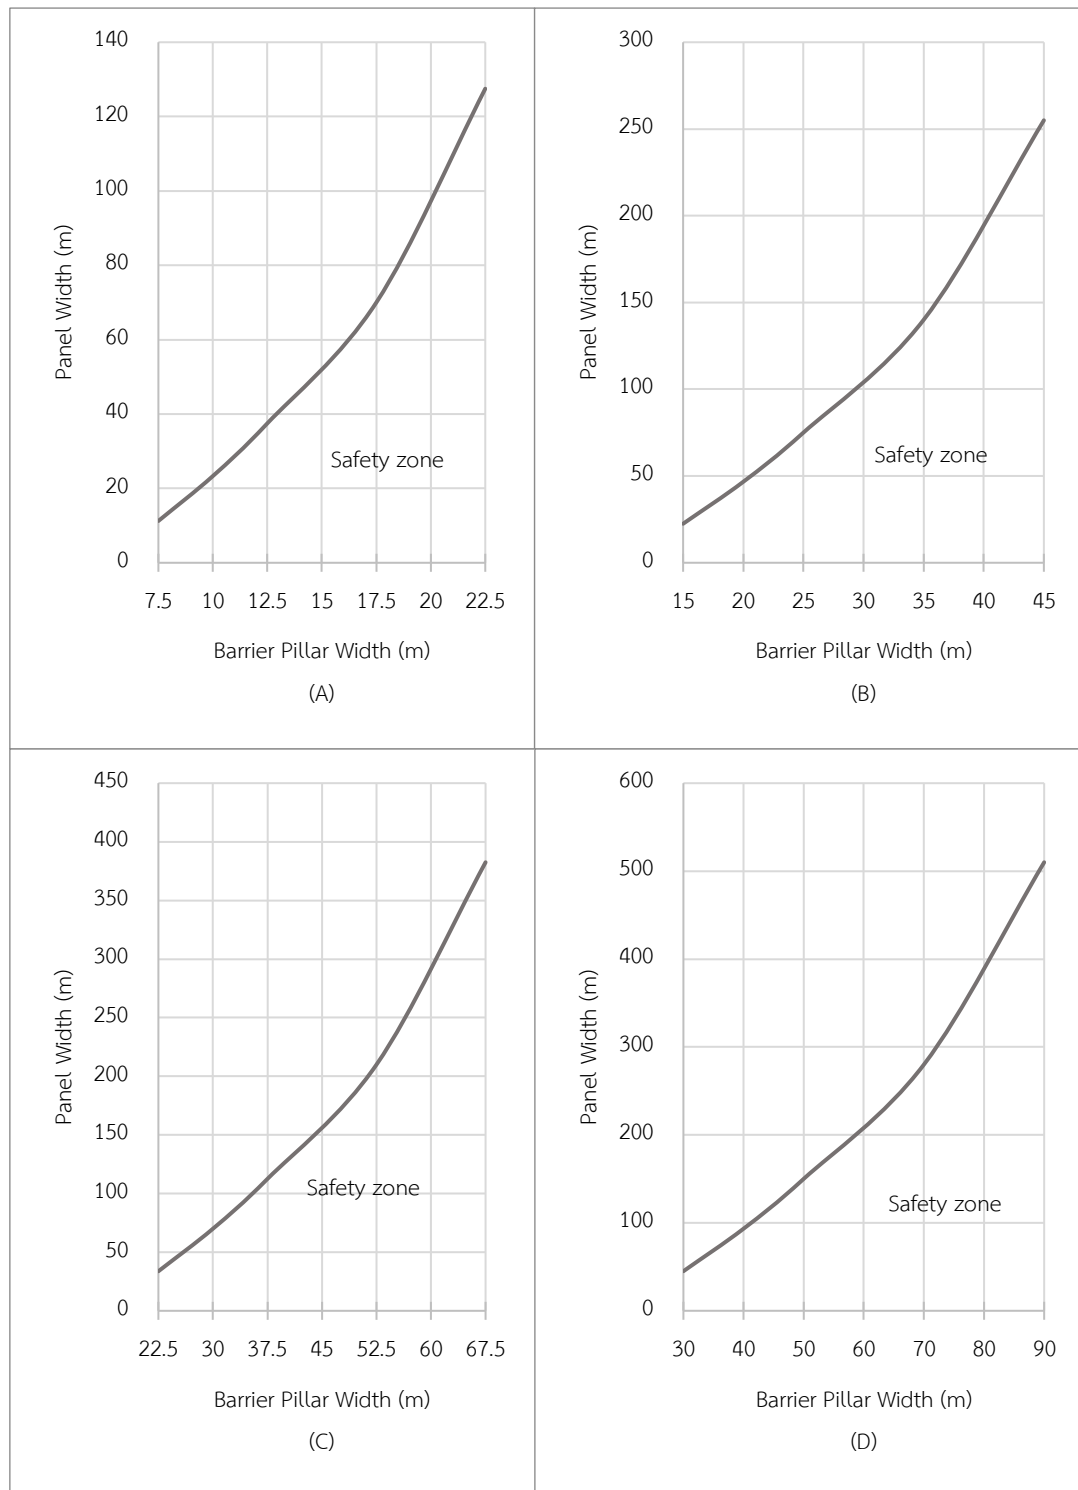 140
120
100
80
60
40
20
0
Panel Width (m)
Safety zone
7.5 10 12.5 15 17.5 20 22.5
Barrier Pillar Width (m)
(A)
300
250
200
150
100
50
0
Panel Width (m)
Safety zone
15 20 25 30 35 40 45
Barrier Pillar Width (m)
(B)
450
400
350
300
250
200
150
100
50
0
Panel Width (m)
Safety zone
22.5 30 37.5 45 52.5 60 67.5
Barrier Pillar Width (m)
(C)
600
500
400
300
200
100
0
Panel Width (m)
Safety zone
30 40 50 60 70 80 90
Barrier Pillar Width (m)
(D)